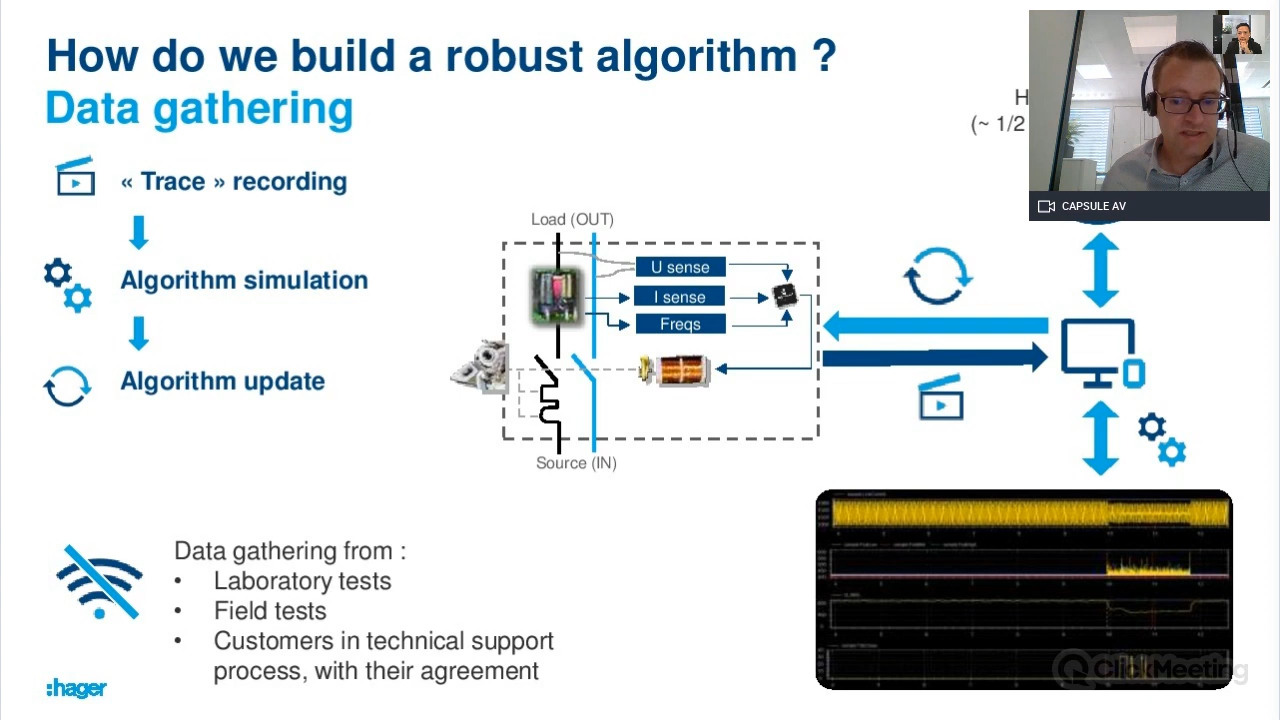 How do we build a robust algorithm ?
Data gathering
H
(~ 1/2
CAPSULE AV
« Trace » recording
Algorithm simulation
Algorithm update
Load (OUT)
U sense
I sense
Freqs
Source (IN)
Data gathering from :
• Laboratory tests
• Field tests
• Customers in technical support
process, with their agreement
:hager
ClickMeeting